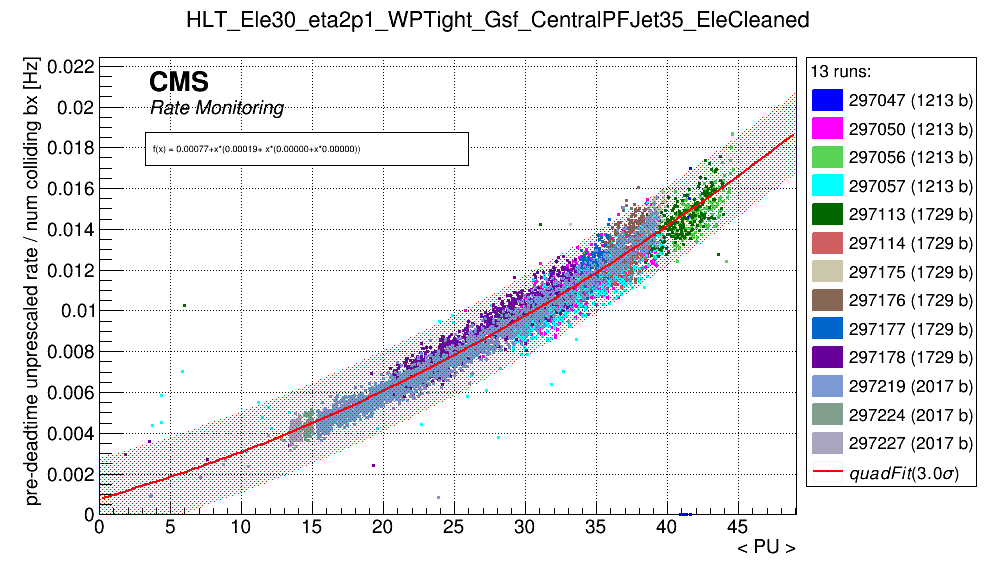 HLT_Ele30_eta2p1_WPTight_Gsf_CentralPFJet35_EleCleaned
pre-deadtime unprescaled rate / num colliding bx [Hz]
0.022
0.02
0.018
0.016
0.014
0.012
0.01
0.008
0.006
0.004
0.002
0
CMS
Rate Monitoring
f(x) = 0.00077+x*(0.00019+ x*(0.00000+x*0.00000))
0 5 10 15 20 25 30 35 40 45
< PU >
13 runs:
297047 (1213 b)
297050 (1213 b)
297056 (1213 b)
297057 (1213 b)
297113 (1729 b)
297114 (1729 b)
297175 (1729 b)
297176 (1729 b)
297177 (1729 b)
297178 (1729 b)
297219 (2017 b)
297224 (2017 b)
297227 (2017 b)
quadFit(3.0σ)